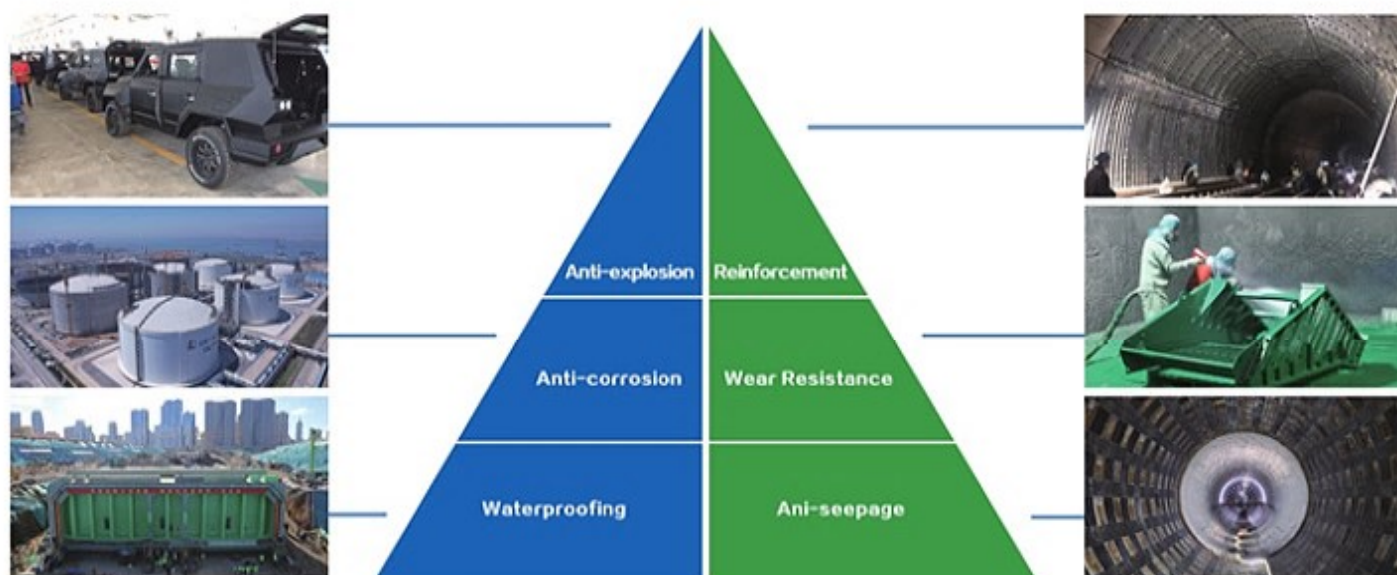 Anti-explosion Reinforcement
Anti-corrosion Wear Resistance
Waterproofing Ani-seepage